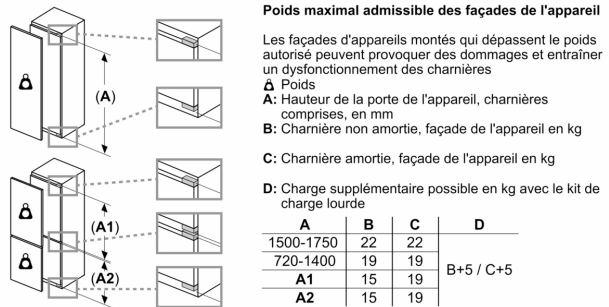 Poids maximal admissible des façades de l'appareil
Les façades d'appareils montés qui dépassent le poids
autorisé peuvent provoquer des dommages et entraîner
un dysfonctionnement des charnières
Poids
A: Hauteur de la porte de l'appareil, charnières
comprises, en mm
B: Charnière non amortie, façade de l'appareil en kg
C: Charnière amortie, façade de l'appareil en kg
D: Charge supplémentaire possible en kg avec le kit de
charge lourde
A B C D
1500-1750 22 22
720-1400 19 19
B+5 / C+5
A1 15 19
A2 15 19
(A)
(A1)
(A2)